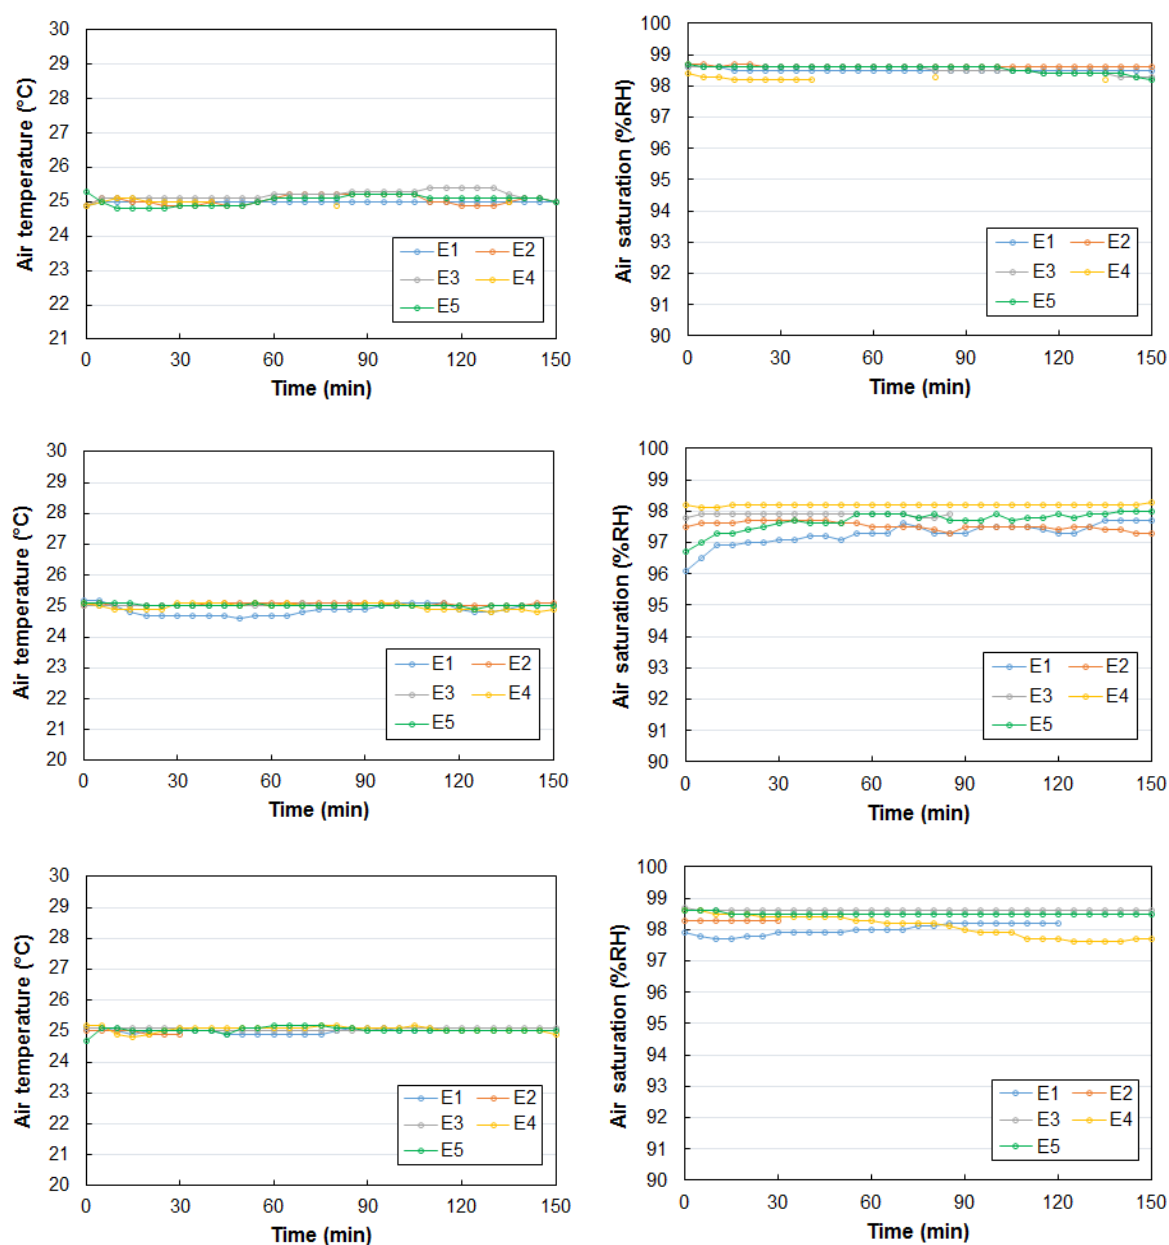 30
29
28
27
26
25
24
23
22
21
Air temperature (°C)
0 30 60 90 120 150
Time (min)
E1 E2
E3 E4
E5
100
99
98
97
96
95
94
93
92
91
90
Air saturation (%RH)
0 30 60 90 120 150
Time (min)
E1 E2
E3 E4
E5
30
29
28
27
26
25
24
23
22
21
20
Air temperature (°C)
0 30 60 90 120 150
Time (min)
E1 E2
E3 E4
E5
100
99
98
97
96
95
94
93
92
91
90
Air saturation (%RH)
0 30 60 90 120 150
Time (min)
E1 E2
E3 E4
E5
30
29
28
27
26
25
24
23
22
21
20
Air temperature (°C)
0 30 60 90 120 150
Time (min)
E1 E2
E3 E4
E5
100
99
98
97
96
95
94
93
92
91
90
Air saturation (%RH)
0 30 60 90 120 150
Time (min)
E1 E2
E3 E4
E5